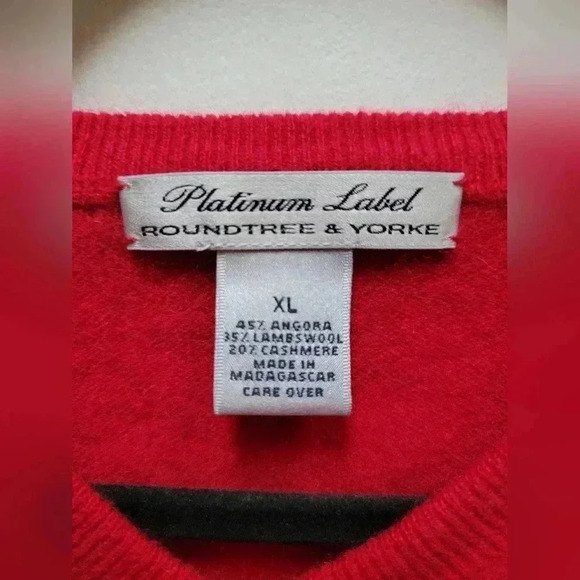 Platinum Label
ROUNDTREE & YORKE
XL
45% ANGORA
35% LAMBSWOOL
20% CASHMERE
MADE IN
MADAGASCAR
CARE OVER